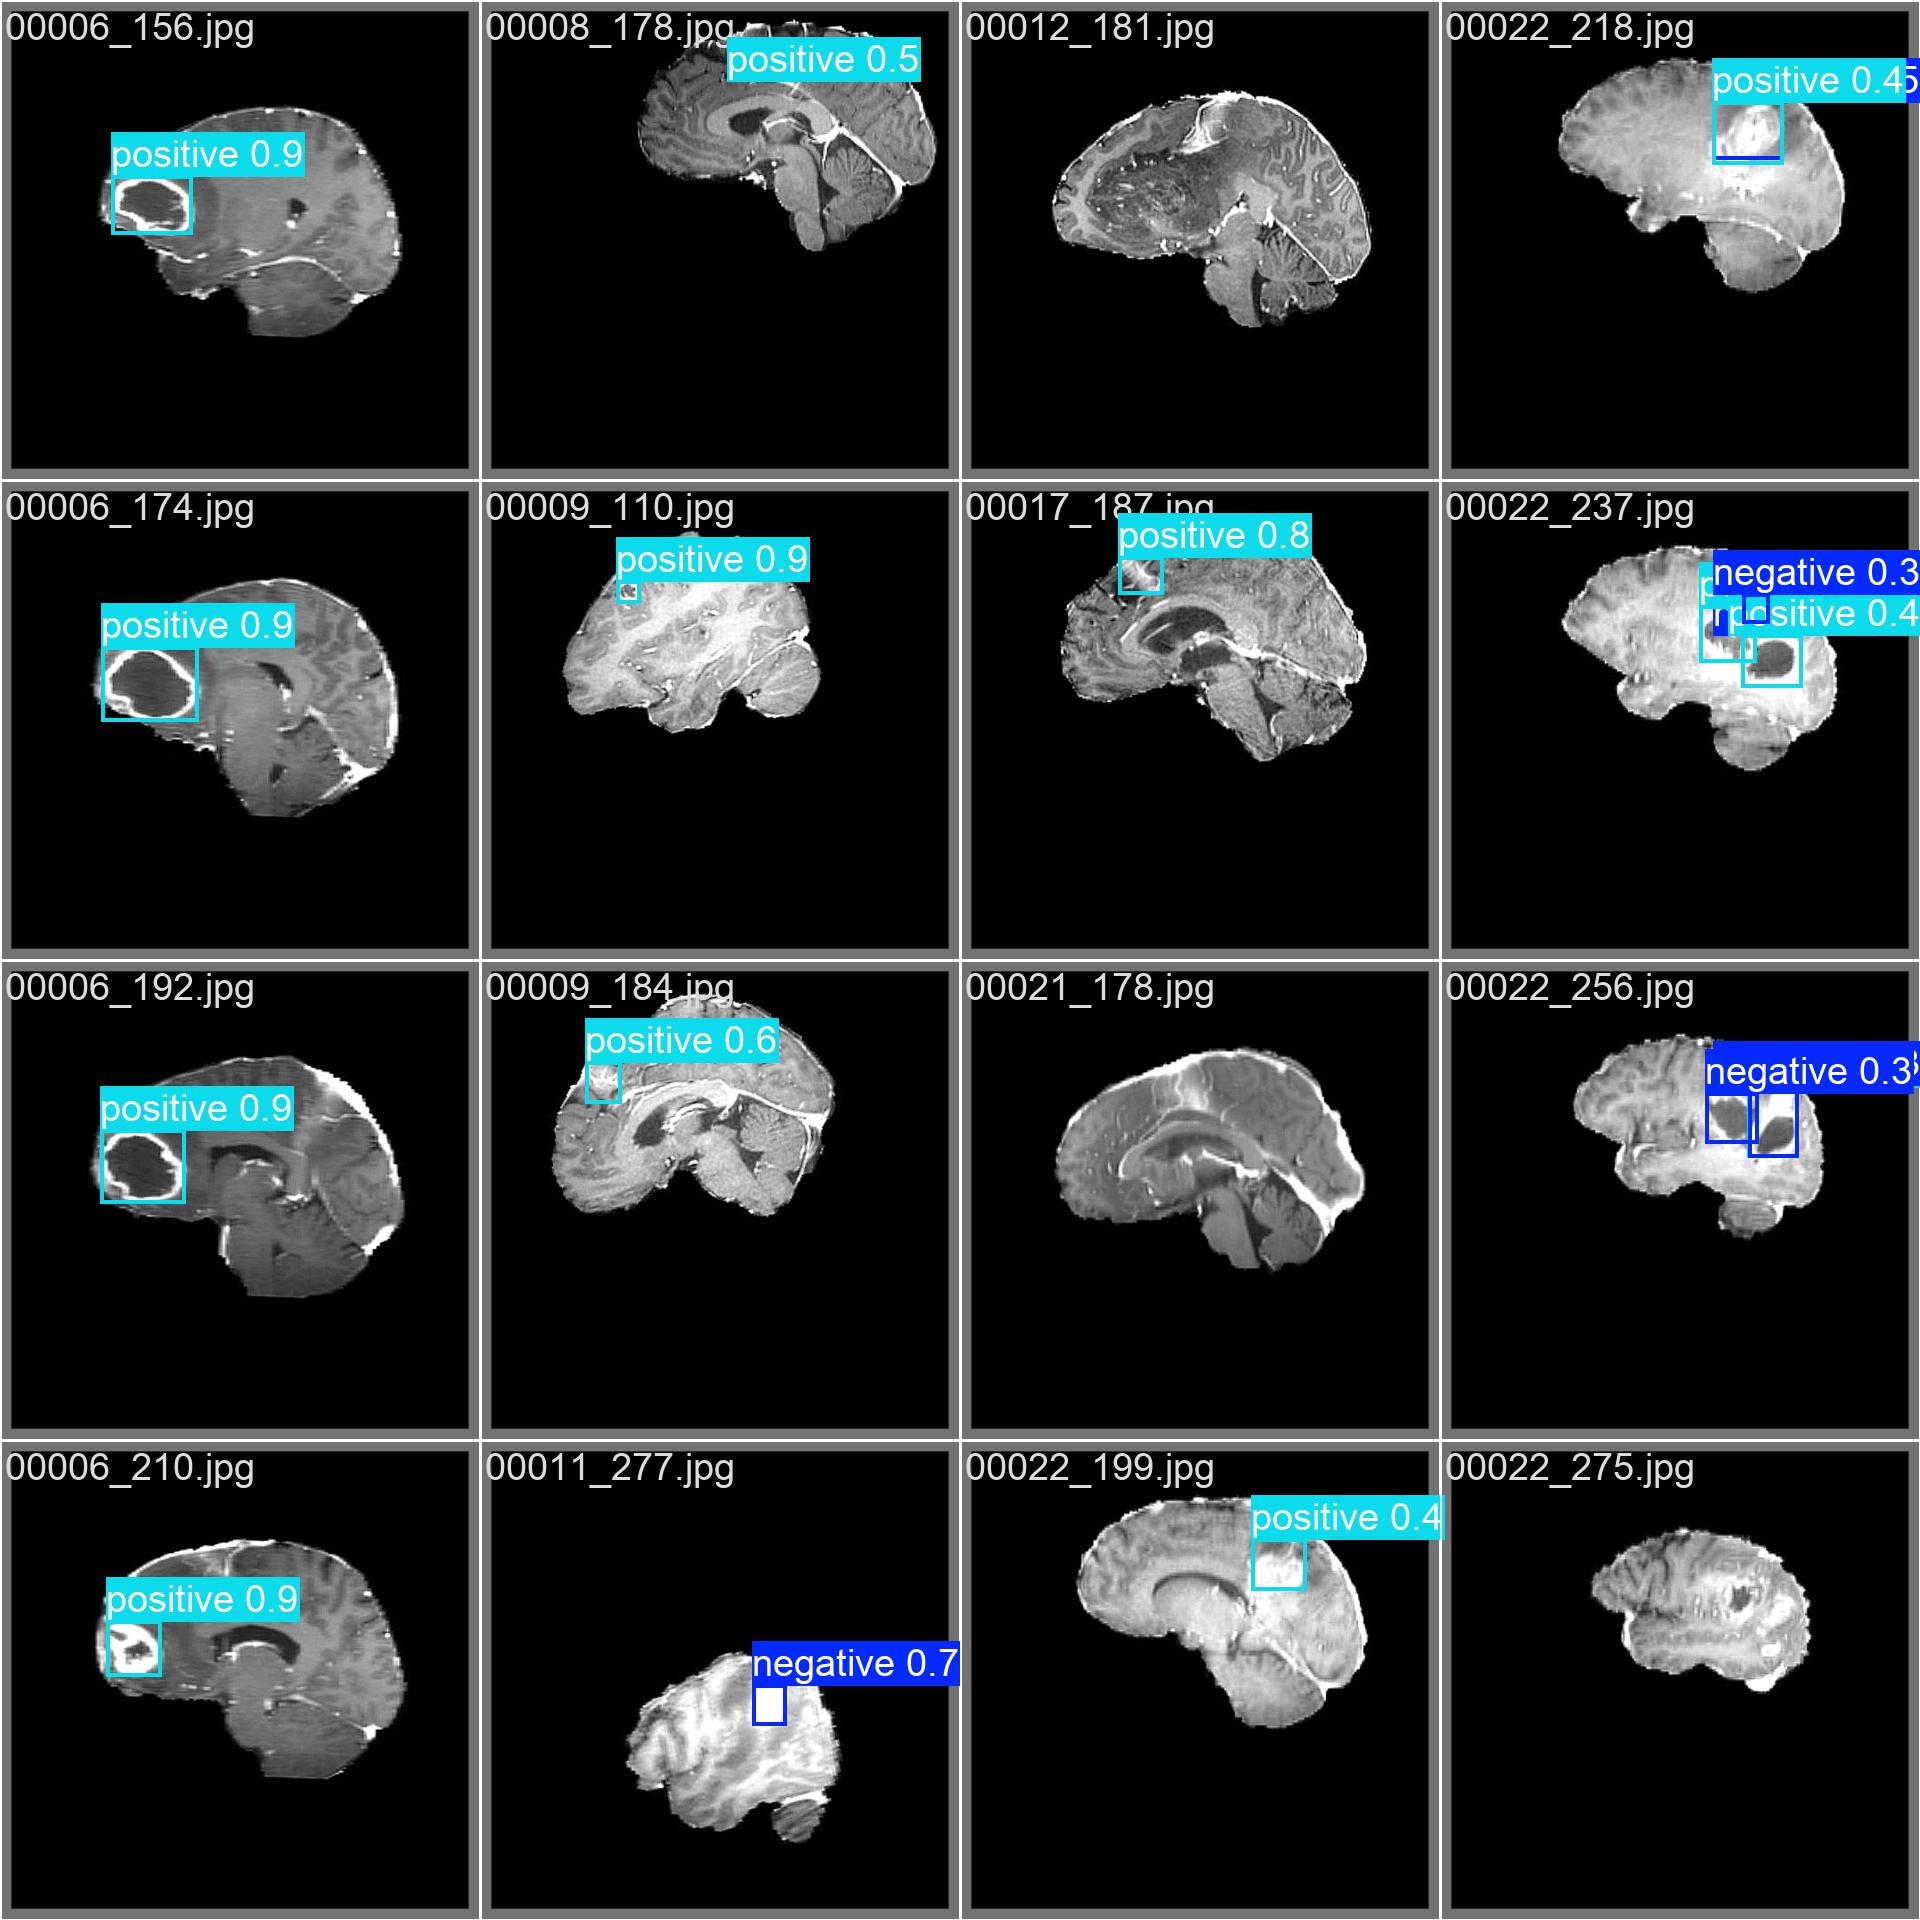 00006_156.jpg
positive 0.9
00008_178.jpg
positive 0.5
00012_181.jpg
00022_218.jpg
positive 0.45
00006_174.jpg
positive 0.9
00009_110.jpg
positive 0.9
00017_187.jpg
positive 0.8
00022_237.jpg
negative 0.3
positive 0.4
00006_192.jpg
positive 0.9
00009_184.jpg
positive 0.6
00021_178.jpg
00022_256.jpg
negative 0.3
00006_210.jpg
positive 0.9
00011_277.jpg
negative 0.7
00022_199.jpg
positive 0.4
00022_275.jpg